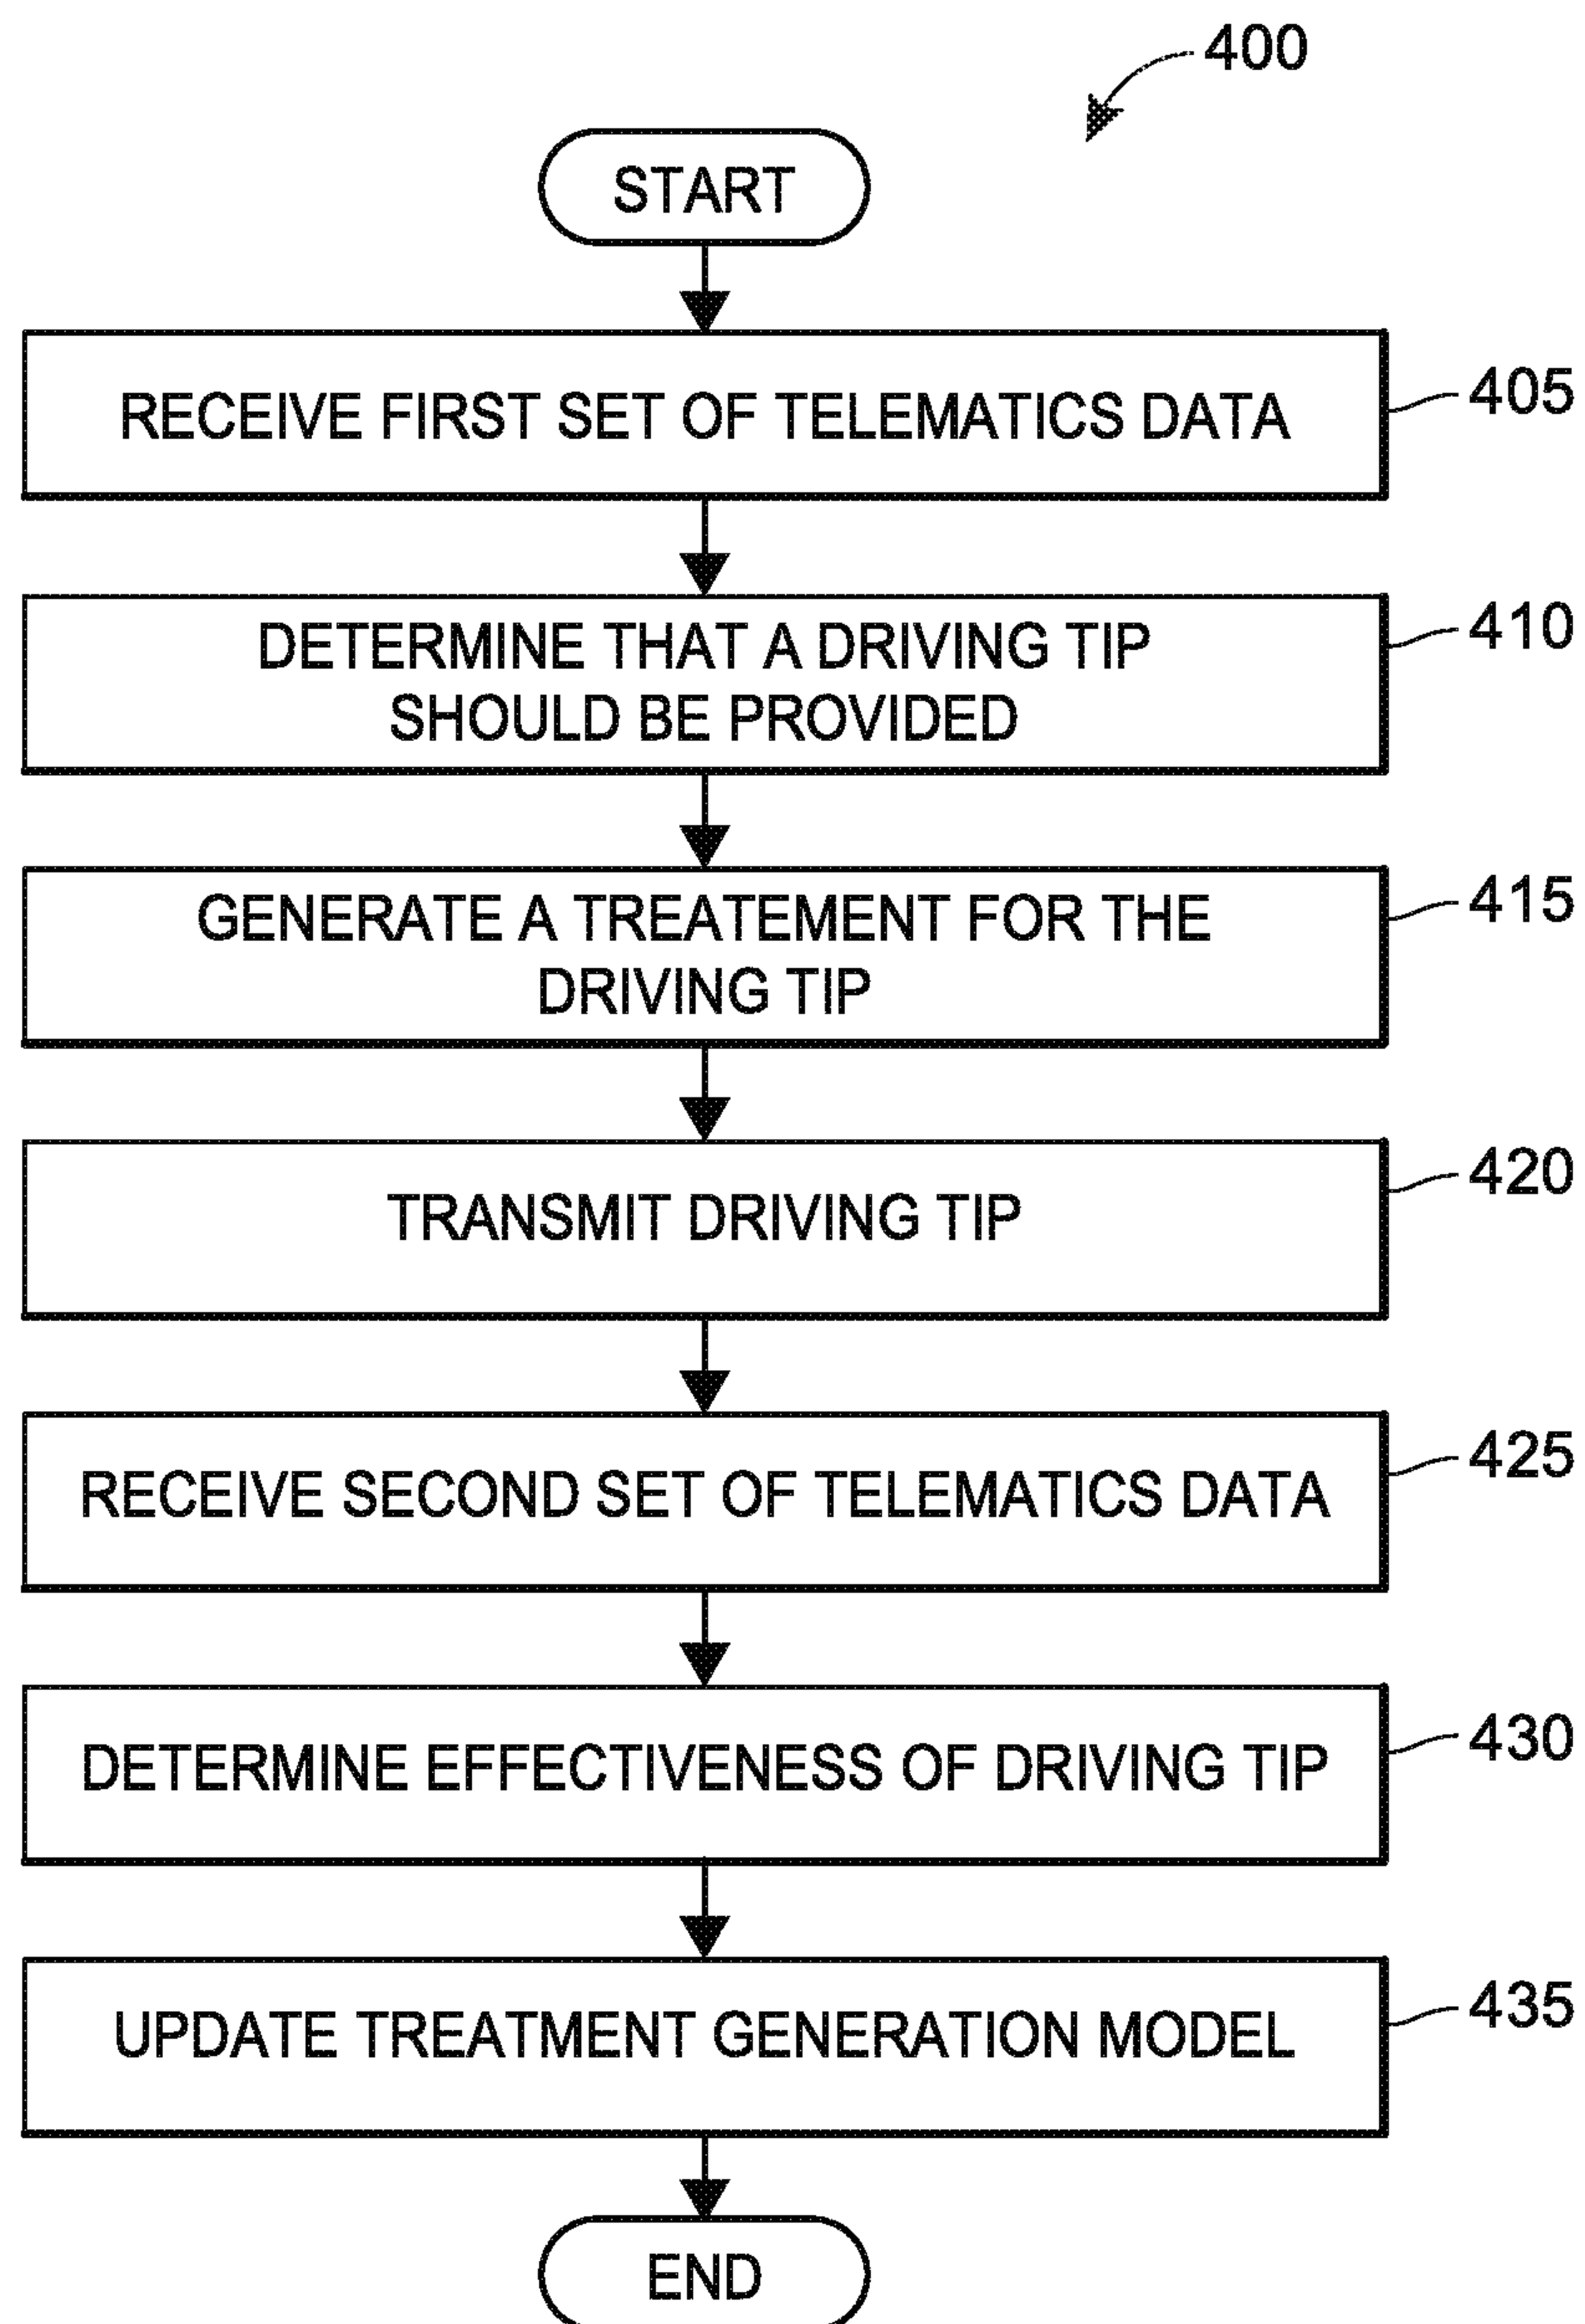 400
START
RECEIVE FIRST SET OF TELEMATICS DATA
405
DETERMINE THAT A DRIVING TIP
SHOULD BE PROVIDED
410
GENERATE A TREATEMENT FOR THE
DRIVING TIP
415
TRANSMIT DRIVING TIP
420
RECEIVE SECOND SET OF TELEMATICS DATA
425
DETERMINE EFFECTIVENESS OF DRIVING TIP
430
UPDATE TREATMENT GENERATION MODEL
435
END